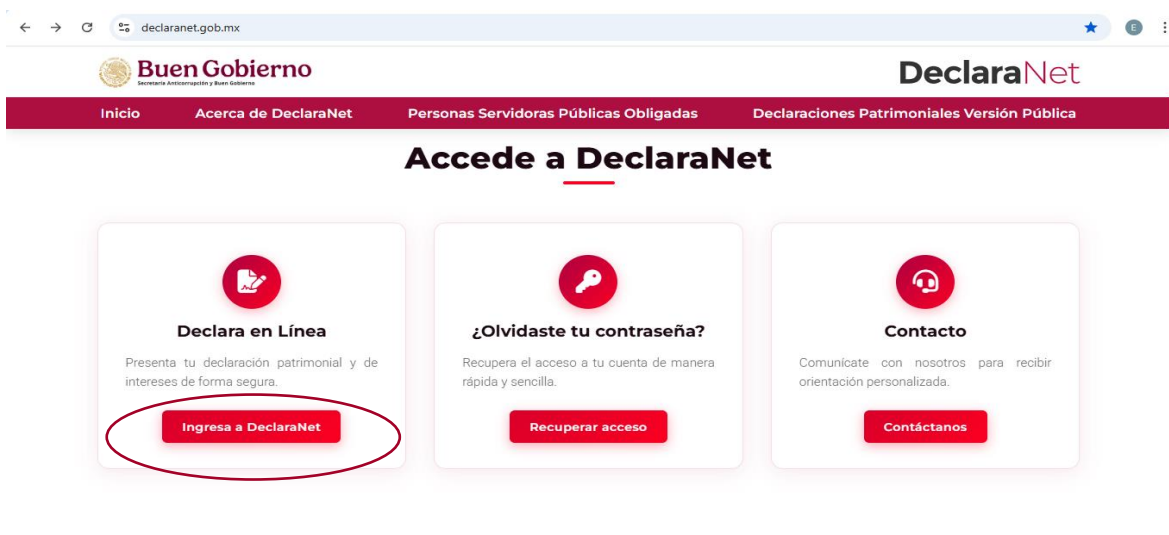 declaranet.gob.mx
E
Buen Gobierno
Secretaría Anticorrupción y Buen Gobierno
DeclaraNet
Inicio
Acerca de DeclaraNet
Personas Servidoras Públicas Obligadas
Declaraciones Patrimoniales Versión Pública
Accede a DeclaraNet
Declara en Línea
Presenta tu declaración patrimonial y de
intereses de forma segura.
Ingresa a DeclaraNet
¿Olvidaste tu contraseña?
Recupera el acceso a tu cuenta de manera
rápida y sencilla.
Recuperar acceso
Contacto
Comunícate con nosotros para recibir
orientación personalizada.
Contáctanos